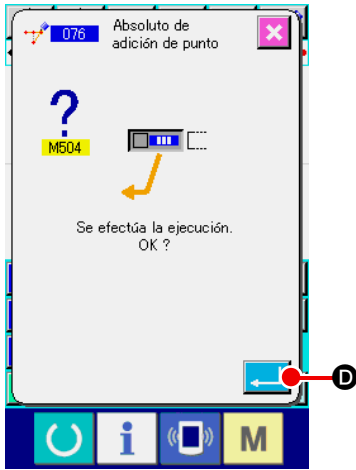 076
Absoluto de
adición de punto
?
M504
Se efectúa la ejecución.
OK ?
D
i
M